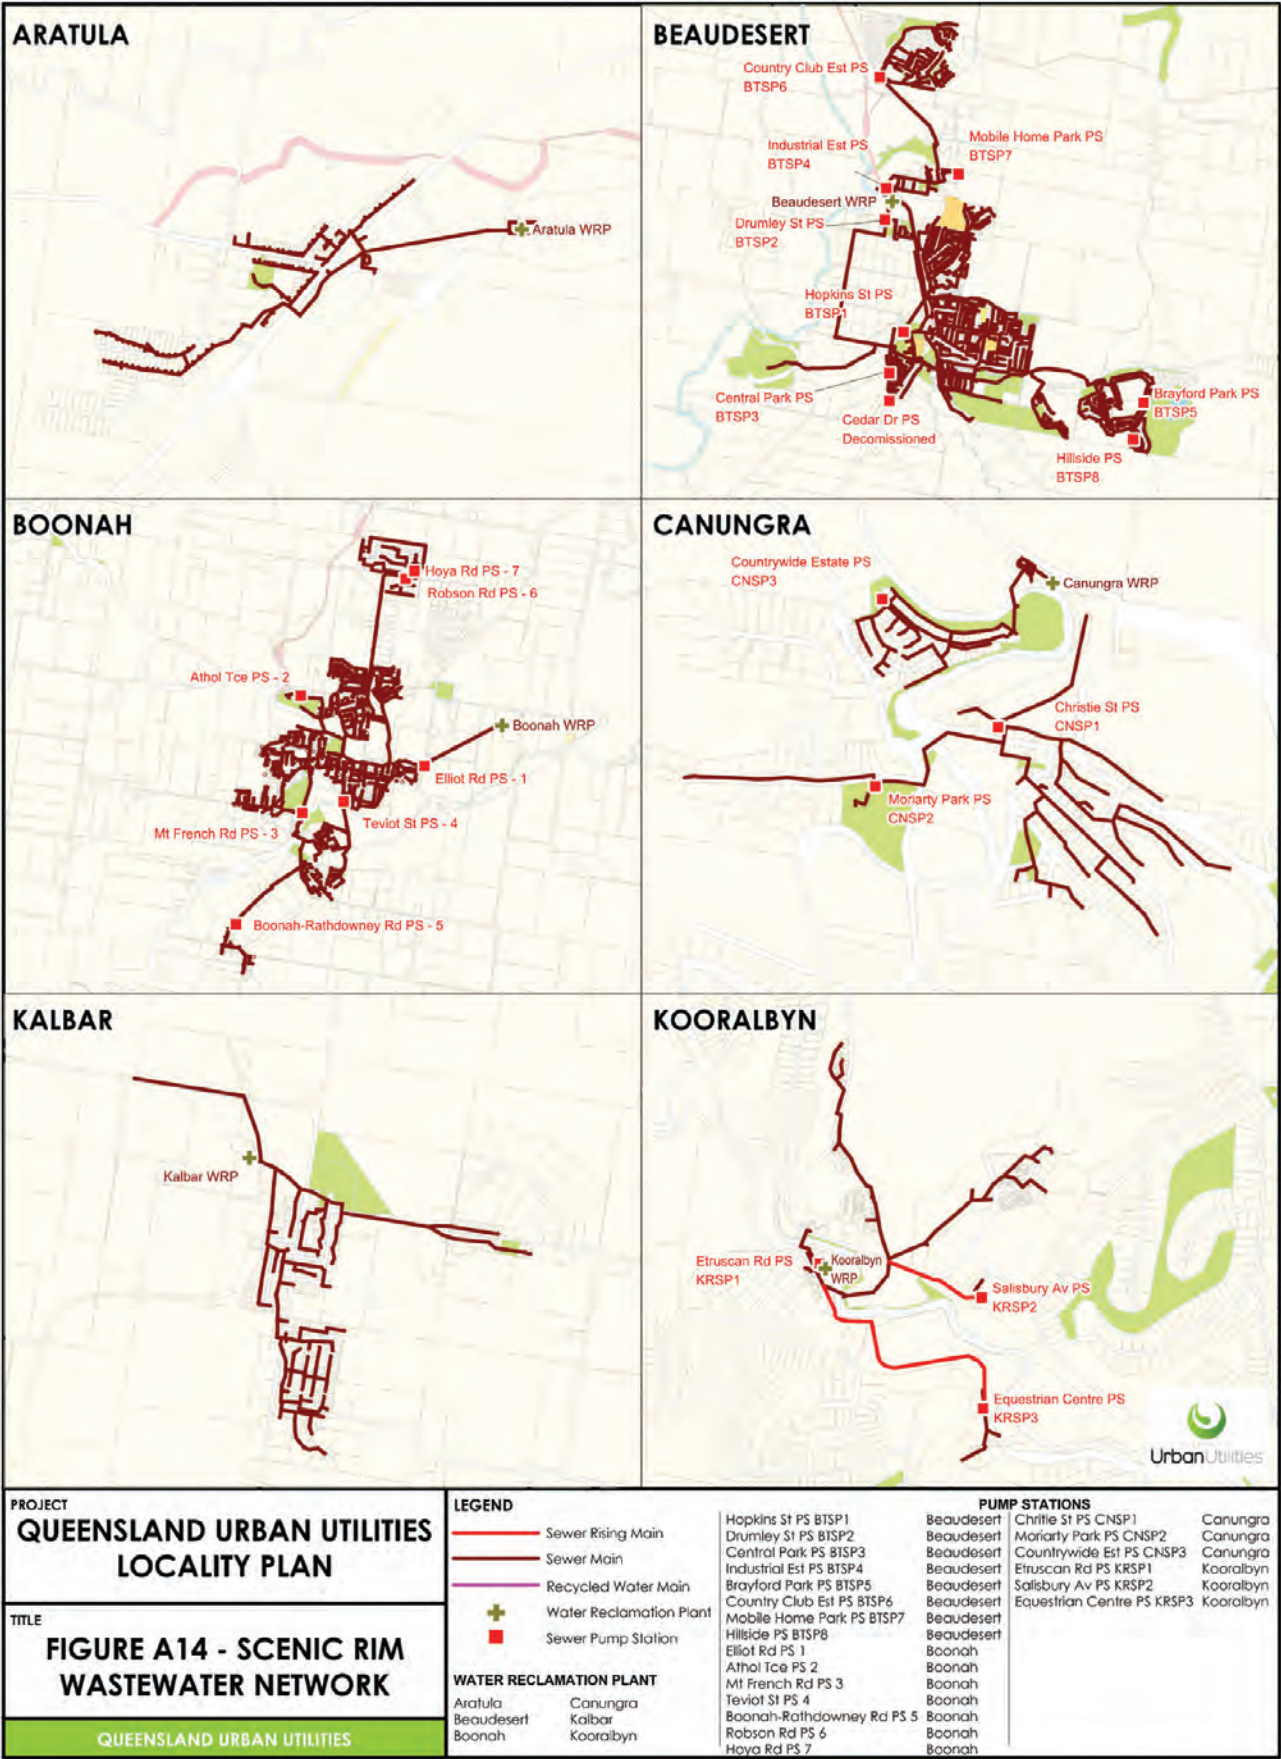 ARATULA
Aratula WRP
BEAUDESERT
Country Club Est PS
BTSP6
Mobile Home Park PS
BTSP7
Industrial Est PS
BTSP4
Beaudesert WRP
Drumley St PS
BTSP2
Hopkins St PS
BTSP1
Central Park PS
BTSP3
Cedar Dr PS
Decomissioned
Brayford Park PS
BTSP5
Hillside PS
BTSP8
BOONAH
Hoya Rd PS - 7
Robson Rd PS - 6
Athol Tce PS - 2
Boonah WRP
Elliot Rd PS - 1
Teviot St PS - 4
Mt French Rd PS - 3
Boonah-Rathdowney Rd PS - 5
CANUNGRA
Countrywide Estate PS
CNSP3
Canungra WRP
Christie St PS
CNSP1
Moriarty Park PS
CNSP2
KALBAR
Kalbar WRP
KOORALBYN
Etruscan Rd PS
KRSP1
Kooralbyn
WRP
Salisbury Av PS
KRSP2
Equestrian Centre PS
KRSP3
UrbanUtilities
PROJECT
QUEENSLAND URBAN UTILITIES
LOCALITY PLAN
TITLE
FIGURE A14 - SCENIC RIM
WASTEWATER NETWORK
QUEENSLAND URBAN UTILITIES
LEGEND
Sewer Rising Main
Sewer Main
Recycled Water Main
Water Reclamation Plant
Sewer Pump Station
WATER RECLAMATION PLANT
Aratula Canungra
Beaudesert Kalbar
Boonah Kooralbyn
PUMP STATIONS
Hopkins St PS BTSP1 Beaudesert
Drumley St PS BTSP2 Beaudesert
Central Park PS BTSP3 Beaudesert
Industrial Est PS BTSP4 Beaudesert
Brayford Park PS BTSP5 Beaudesert
Country Club Est PS BTSP6 Beaudesert
Mobile Home Park PS BTSP7 Beaudesert
Hillside PS BTSP8 Beaudesert
Elliot Rd PS 1 Boonah
Athol Tce PS 2 Boonah
Mt French Rd PS 3 Boonah
Teviot St PS 4 Boonah
Boonah-Rathdowney Rd PS 5 Boonah
Robson Rd PS 6 Boonah
Hoya Rd PS 7 Boonah
Chritie St PS CNSP1 Canungra
Moriarty Park PS CNSP2 Canungra
Countrywide Est PS CNSP3 Canungra
Etruscan Rd PS KRSP1 Kooralbyn
Salisbury Av PS KRSP2 Kooralbyn
Equestrian Centre PS KRSP3 Kooralbyn